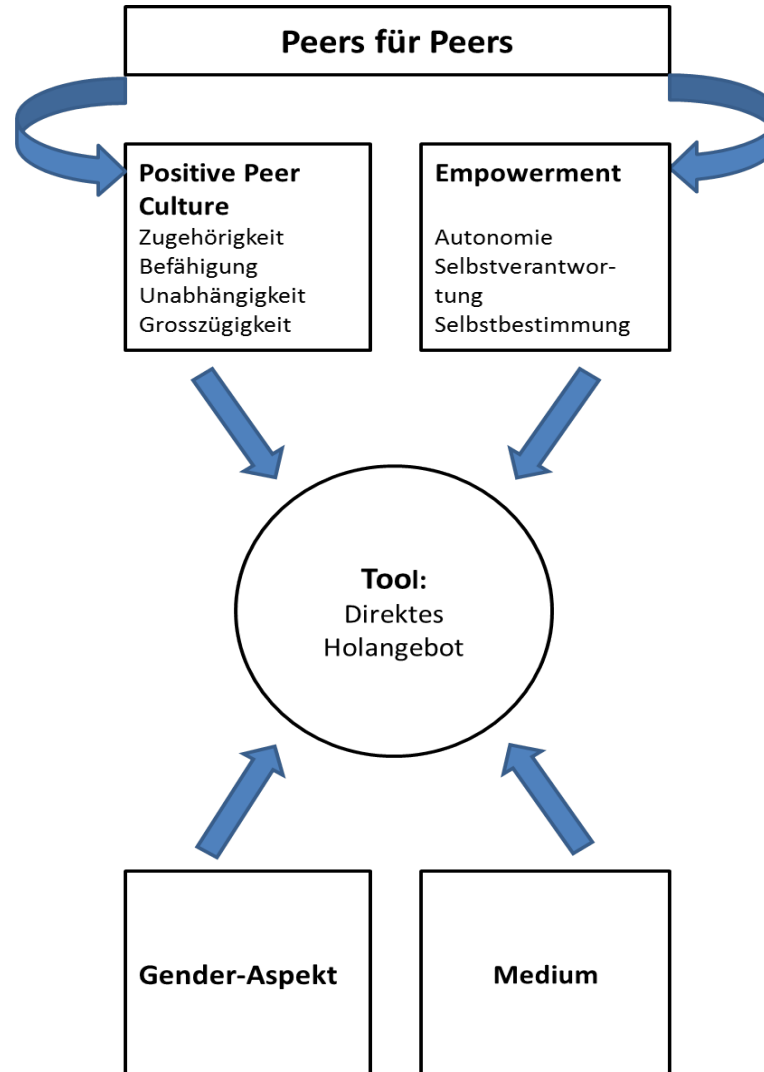 Peers für Peers
Positive Peer
Culture
Zugehörigkeit
Befähigung
Unabhängigkeit
Grosszügigkeit
Empowerment
Autonomie
Selbstverantwor-
tung
Selbstbestimmung
Tool:
Direktes
Holangebot
Gender-Aspekt
Medium